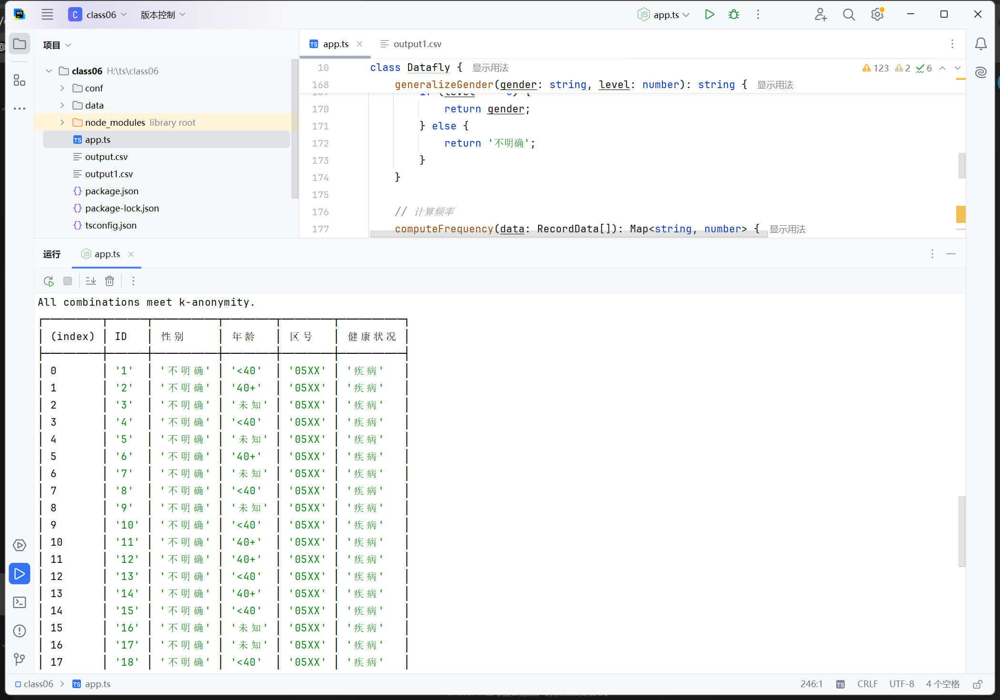 class06 版本控制 app.ts
项目
app.ts output1.csv
class06 H:\ts\class06
conf
data
node_modules library root
app.ts
output.csv
output1.csv
package.json
package-lock.json
tsconfig.json
10 class Datafly { 显示用法
123 2 6
168 generalizeGender(gender: string, level: number): string { 显示用法
170 return gender;
171 } else {
172 return '不明确';
173 }
174 }
175
176 // 计算频率
177 computeFrequency(data: RecordData[]): Map<string, number> { 显示用法
运行 app.ts
All combinations meet k-anonymity.
(index) ID 性别 年龄 区号 健康状况
0 '1' '不明确' '<40' '05XX' '疾病'
1 '2' '不明确' '40+' '05XX' '疾病'
2 '3' '不明确' '未知' '05XX' '疾病'
3 '4' '不明确' '<40' '05XX' '疾病'
4 '5' '不明确' '未知' '05XX' '疾病'
5 '6' '不明确' '40+' '05XX' '疾病'
6 '7' '不明确' '未知' '05XX' '疾病'
7 '8' '不明确' '<40' '05XX' '疾病'
8 '9' '不明确' '未知' '05XX' '疾病'
9 '10' '不明确' '<40' '05XX' '疾病'
10 '11' '不明确' '40+' '05XX' '疾病'
11 '12' '不明确' '40+' '05XX' '疾病'
12 '13' '不明确' '<40' '05XX' '疾病'
13 '14' '不明确' '40+' '05XX' '疾病'
14 '15' '不明确' '<40' '05XX' '疾病'
15 '16' '不明确' '未知' '05XX' '疾病'
16 '17' '不明确' '未知' '05XX' '疾病'
17 '18' '不明确' '<40' '05XX' '疾病'
class06 app.ts
246:1 CRLF UTF-8 4 个空格